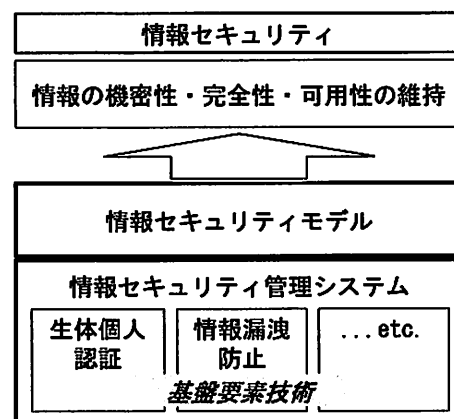 情報セキュリティ
情報の機密性・完全性・可用性の維持
情報セキュリティモデル
情報セキュリティ管理システム
生体個人
認証
情報漏洩
防止
...etc.
基盤要素技術